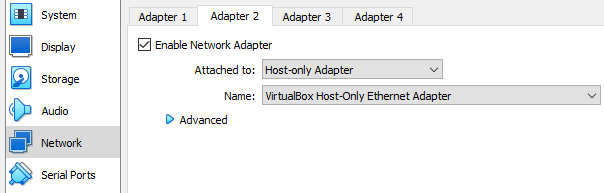 System
Display
Storage
Audio
Network
Serial Ports
Adapter 1 Adapter 2 Adapter 3 Adapter 4
Enable Network Adapter
Attached to: Host-only Adapter
Name: VirtualBox Host-Only Ethernet Adapter
Advanced